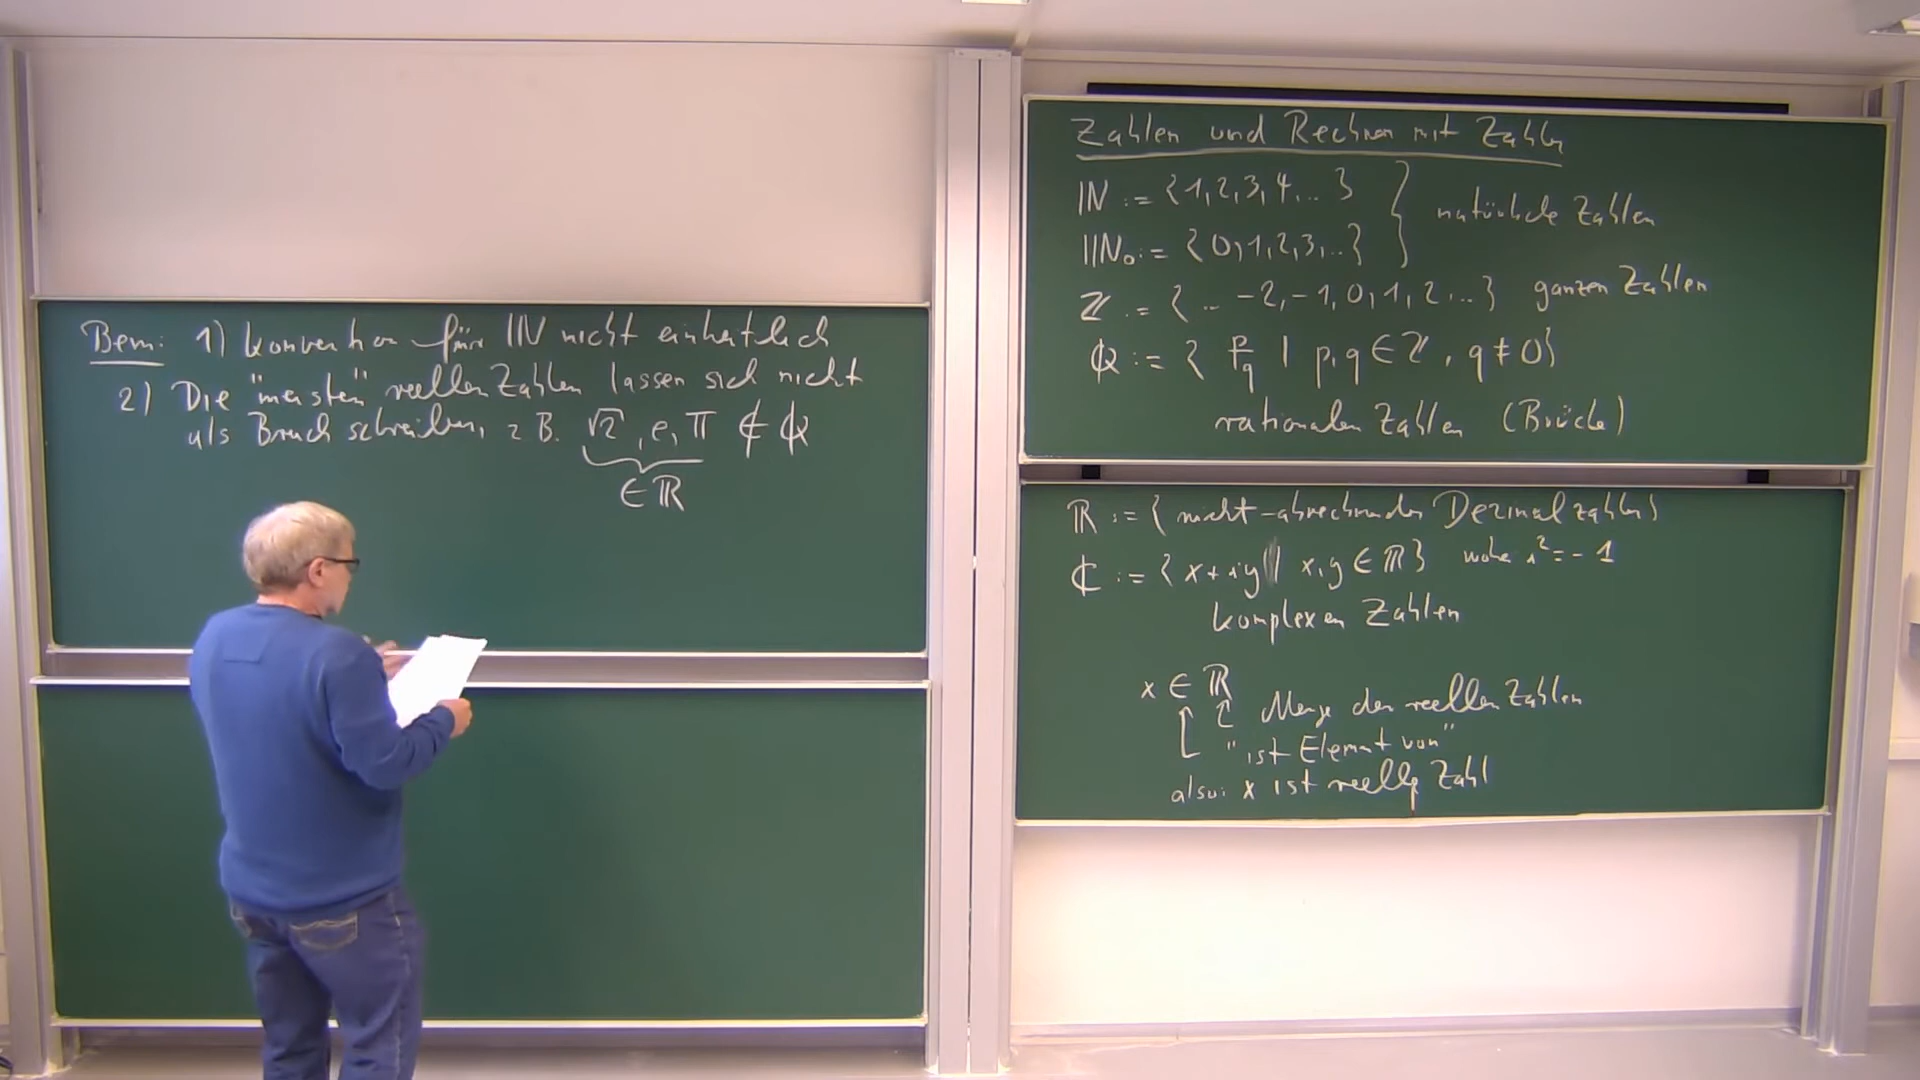 Zahlen und Rechnen mit Zahlen
ℕ := {1,2,3,4,...}
ℕ₀ := {0,1,2,3,...} } natürliche Zahlen
ℤ := {... -2,-1,0,1,2...} ganzen Zahlen
ℚ := { p/q | p,q ∈ ℤ, q ≠ 0}
rationalen Zahlen (Brüche)
ℝ := { nicht-abbrechenden Dezimalzahlen}
ℂ := { x+iy | x,y ∈ ℝ} wobei i² = -1
komplexen Zahlen
x ∈ ℝ
Menge der reellen Zahlen
"ist Element von"
also: x ist reelle Zahl
Bem: 1) Konvention für ℕ nicht einheitlich
2) Die "meisten" reellen Zahlen lassen sich nicht
als Bruch schreiben, z.B. √2, e, π ∉ ℚ
∈ ℝ